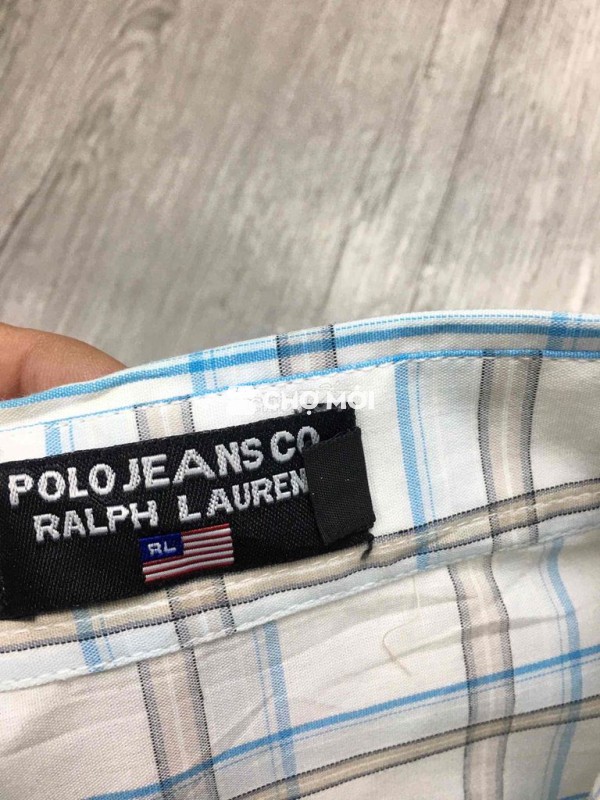 CHỢ MỚI
POLO JEANS CO
RALPH LAUREN
RL